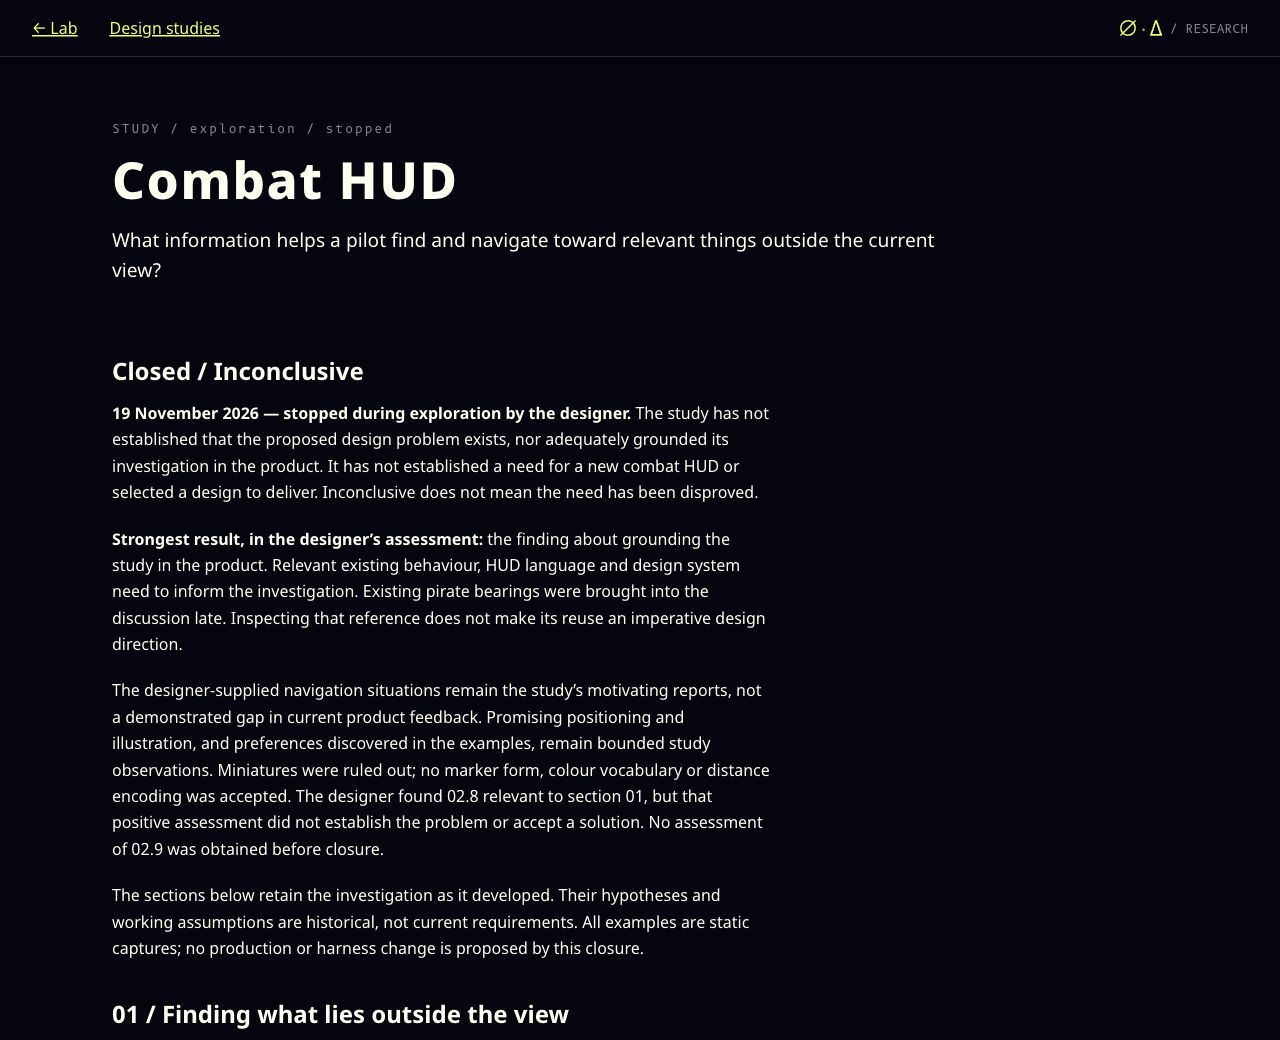 ← Lab Design studies Ø·Δ / RESEARCH
STUDY / exploration / stopped
Combat HUD
What information helps a pilot find and navigate toward relevant things outside the current
view?
Closed / Inconclusive
19 November 2026 — stopped during exploration by the designer. The study has not
established that the proposed design problem exists, nor adequately grounded its
investigation in the product. It has not established a need for a new combat HUD or
selected a design to deliver. Inconclusive does not mean the need has been disproved.
Strongest result, in the designer’s assessment: the finding about grounding the
study in the product. Relevant existing behaviour, HUD language and design system
need to inform the investigation. Existing pirate bearings were brought into the
discussion late. Inspecting that reference does not make its reuse an imperative design
direction.
The designer-supplied navigation situations remain the study’s motivating reports, not
a demonstrated gap in current product feedback. Promising positioning and
illustration, and preferences discovered in the examples, remain bounded study
observations. Miniatures were ruled out; no marker form, colour vocabulary or distance
encoding was accepted. The designer found 02.8 relevant to section 01, but that
positive assessment did not establish the problem or accept a solution. No assessment
of 02.9 was obtained before closure.
The sections below retain the investigation as it developed. Their hypotheses and
working assumptions are historical, not current requirements. All examples are static
captures; no production or harness change is proposed by this closure.
01 / Finding what lies outside the view